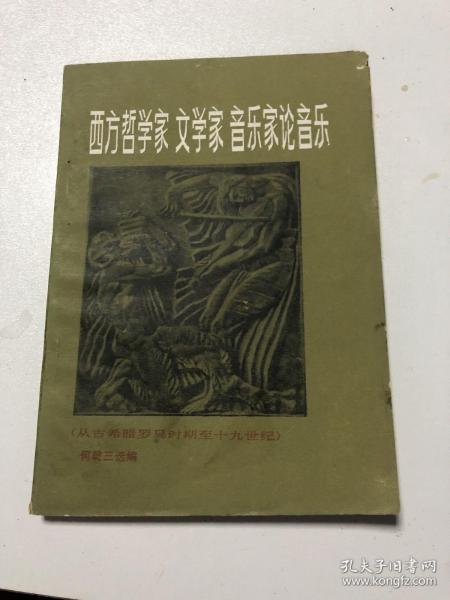 西方哲学家 文学家 音乐家论音乐
(从古希腊罗马时期至十九世纪)
何乾三选编
孔夫子旧书网
www.kongfz.com